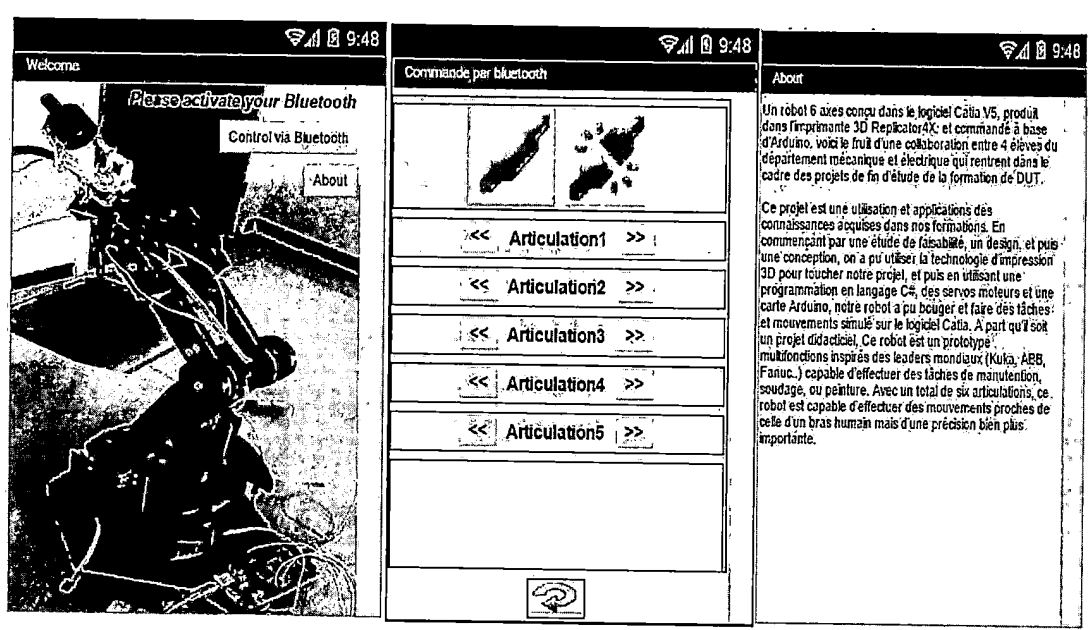 9:48
Welcome
Please activate your Bluetooth
Control via Bluetooth
About
9:48
Commande par bluetooth
<< Articulation1 >>
<< Articulation2 >>
<< Articulation3 >>
<< Articulation4 >>
<< Articulation5 >>
9:48
About
Un robot 6 axes conçu dans le logiciel Catia V5, produit
dans l'imprimante 3D Replicator4X; et commandé à base
d'Arduino, voici le fruit d'une collaboration entre 4 élèves du
département mécanique et électrique qui rentrent dans le
cadre des projets de fin d'étude de la formation de DUT.
Ce projet est une utilisation et applications des
connaissances acquises dans nos formations. En
commençant par une étude de faisabilité, un design, et puis
une conception, on a pu utiliser la technologie d'impression
3D pour toucher notre projet, et puis en utilisant une
programmation en langage C#, des servos moteurs et une
carte Arduino, notre robot a pu bouger et faire des tâches
et mouvements simulé sur le logiciel Catia. A part qu'il soit
un projet didacticiel, Ce robot est un prototype
multifonctions inspirés des leaders mondiaux (Kuka, ABB,
Fanuc..) capable d'effectuer des tâches de manutention,
soudage, ou peinture. Avec un total de six articulations, ce
robot est capable d'effectuer des mouvements proches de
celle d'un bras humain mais d'une précision bien plus
importante.